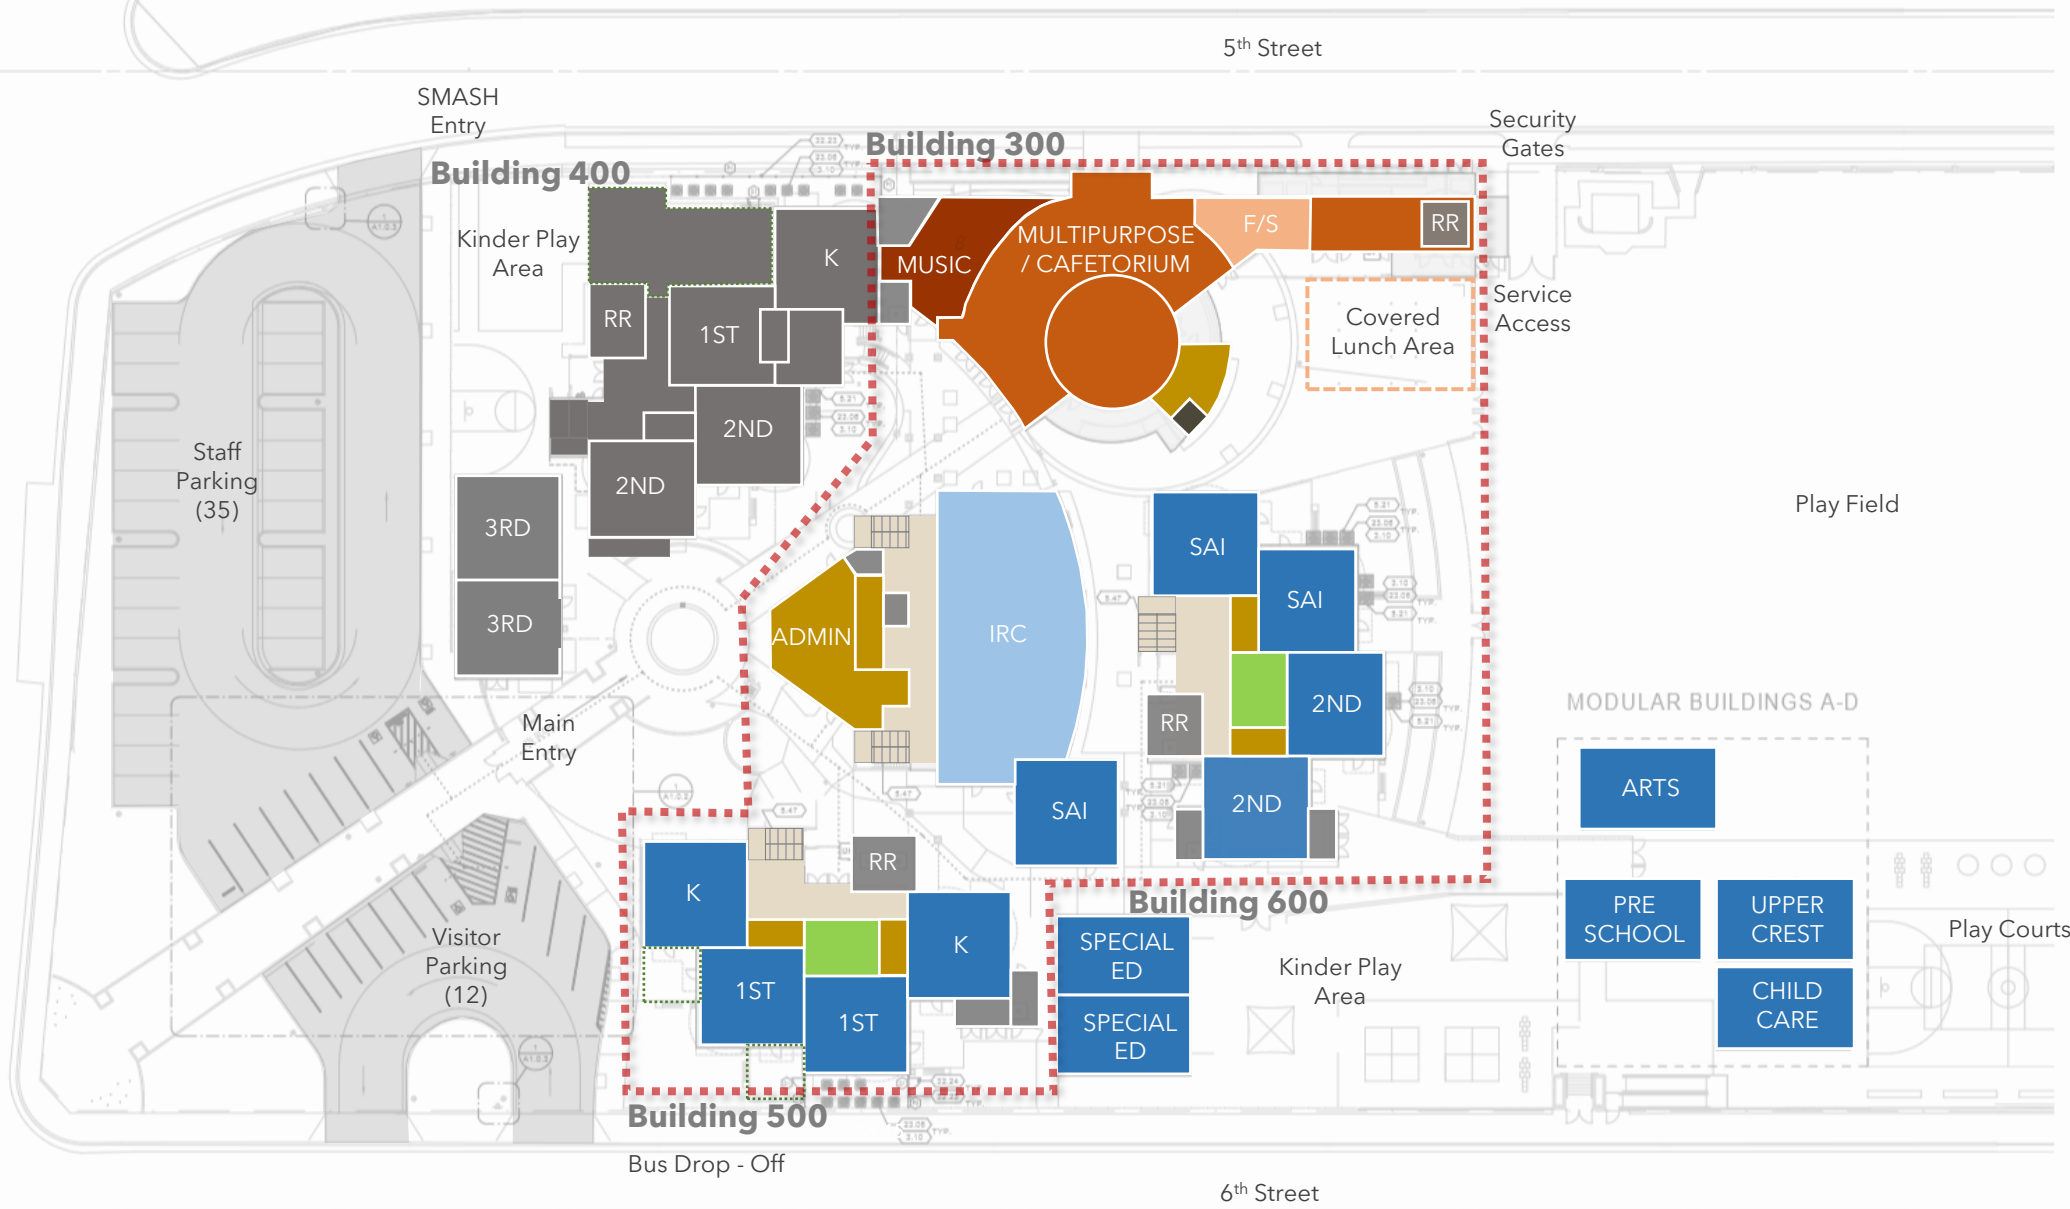 5th Street
SMASH
Entry
Security
Gates
Building 300
Building 400
Kinder Play
Area
K
MUSIC
MULTIPURPOSE
/ CAFETORIUM
F/S
RR
RR
1ST
Covered
Lunch Area
Service
Access
2ND
2ND
Staff
Parking
(35)
3RD
3RD
Play Field
SAI
SAI
ADMIN
IRC
2ND
RR
Main
Entry
MODULAR BUILDINGS A-D
ARTS
SAI
2ND
RR
K
K
Building 600
PRE
SCHOOL
UPPER
CREST
Play Courts
Visitor
Parking
(12)
SPECIAL
ED
Kinder Play
Area
1ST
1ST
SPECIAL
ED
CHILD
CARE
Building 500
Bus Drop - Off
6th Street